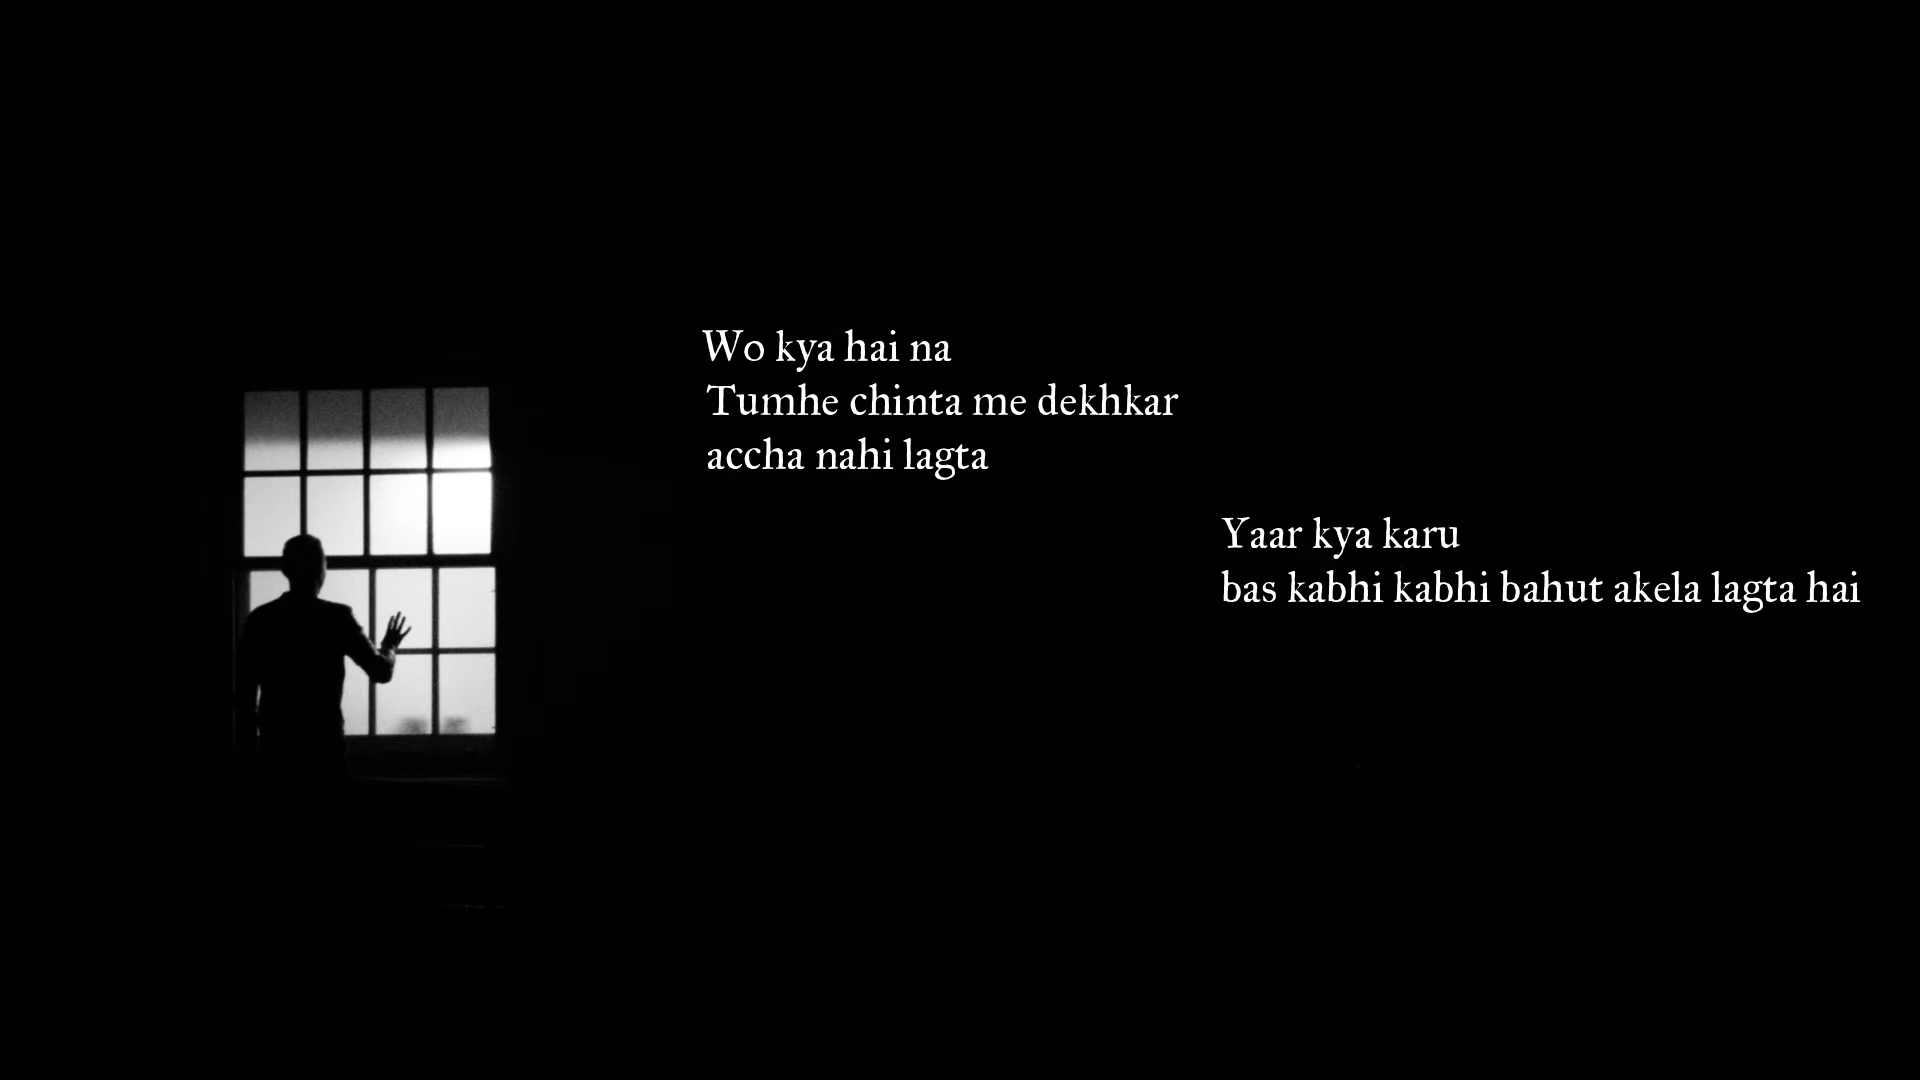 Wo kya hai na
Tumhe chinta me dekhkar
accha nahi lagta
Yaar kya karu
bas kabhi kabhi bahut akela lagta hai